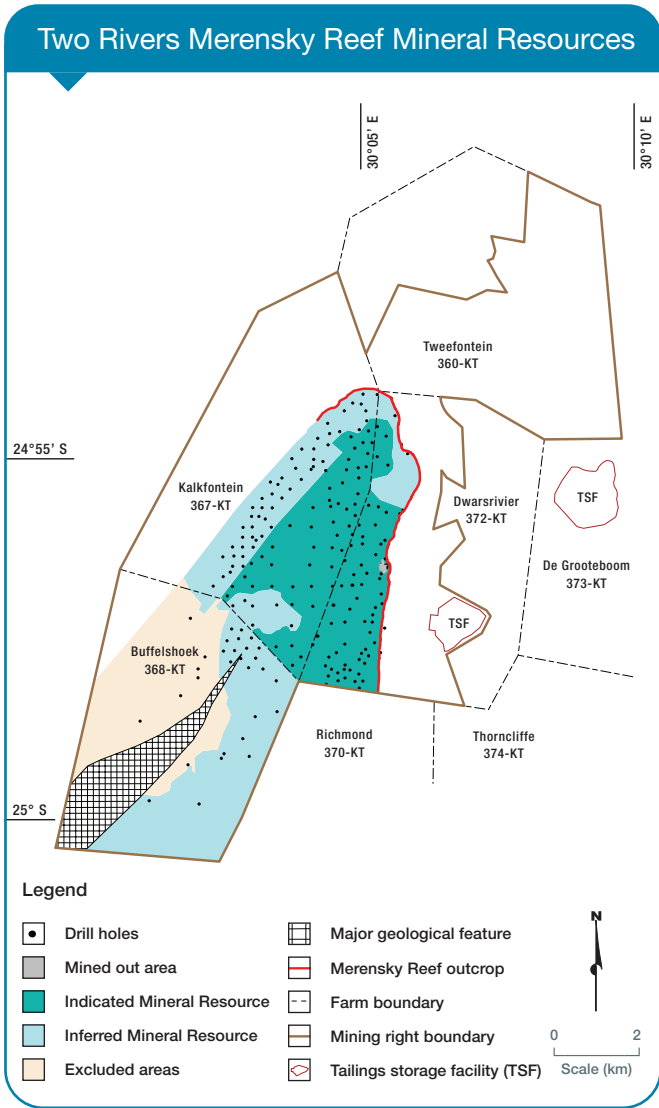 Two Rivers Merensky Reef Mineral Resources
30°05’ E
30°10’ E
Tweefontein
360-KT
24°55’ S
Kalkfontein
367-KT
Dwarsrivier
372-KT
TSF
De Grooteboom
373-KT
TSF
Buffelshoek
368-KT
Richmond
370-KT
Thorncliffe
374-KT
25° S
Legend
Drill holes
Mined out area
Indicated Mineral Resource
Inferred Mineral Resource
Excluded areas
Major geological feature
Merensky Reef outcrop
Farm boundary
Mining right boundary
Tailings storage facility (TSF)
N
0 2
Scale (km)